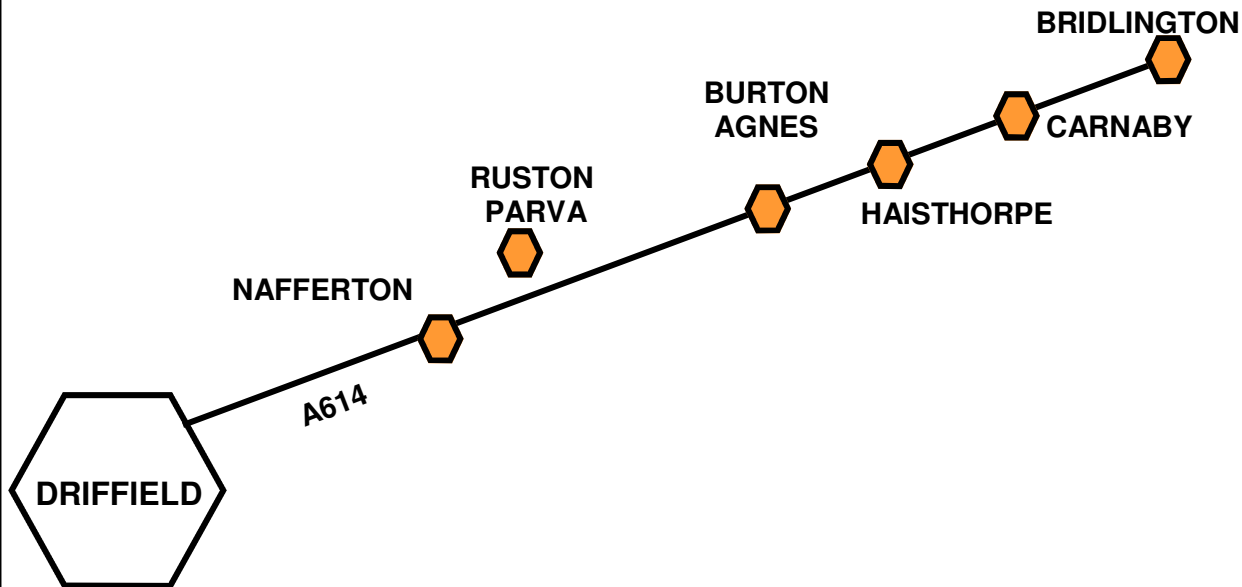 BRIDLINGTON
BURTON
AGNES
CARNABY
RUSTON
PARVA
HAISTHORPE
NAFFERTON
A614
DRIFFIELD